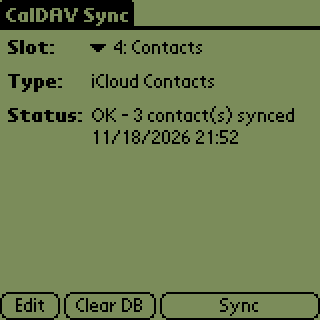 CalDAV Sync
Slot: 4: Contacts
Type: iCloud Contacts
Status: OK - 3 contact(s) synced
11/18/2026 21:52
Edit Clear DB Sync